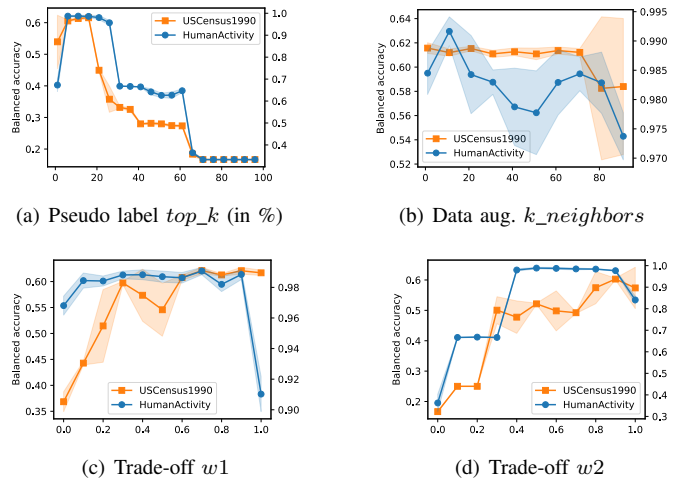 0.6
0.5
0.4
0.3
0.2
Balanced accuracy
1.0
0.9
0.8
0.7
0.6
0.5
0.4
USCensus1990
HumanActivity
0 20 40 60 80 100
(a) Pseudo label top_k (in %)
0.64
0.62
0.60
0.58
0.56
0.54
0.52
Balanced accuracy
0.995
0.990
0.985
0.980
0.975
0.970
USCensus1990
HumanActivity
0 20 40 60 80
(b) Data aug. k_neighbors
0.60
0.55
0.50
0.45
0.40
0.35
Balanced accuracy
0.98
0.96
0.94
0.92
0.90
USCensus1990
HumanActivity
0.0 0.2 0.4 0.6 0.8 1.0
(c) Trade-off w1
0.6
0.5
0.4
0.3
0.2
Balanced accuracy
1.0
0.9
0.8
0.7
0.6
0.5
0.4
0.3
USCensus1990
HumanActivity
0.0 0.2 0.4 0.6 0.8 1.0
(d) Trade-off w2